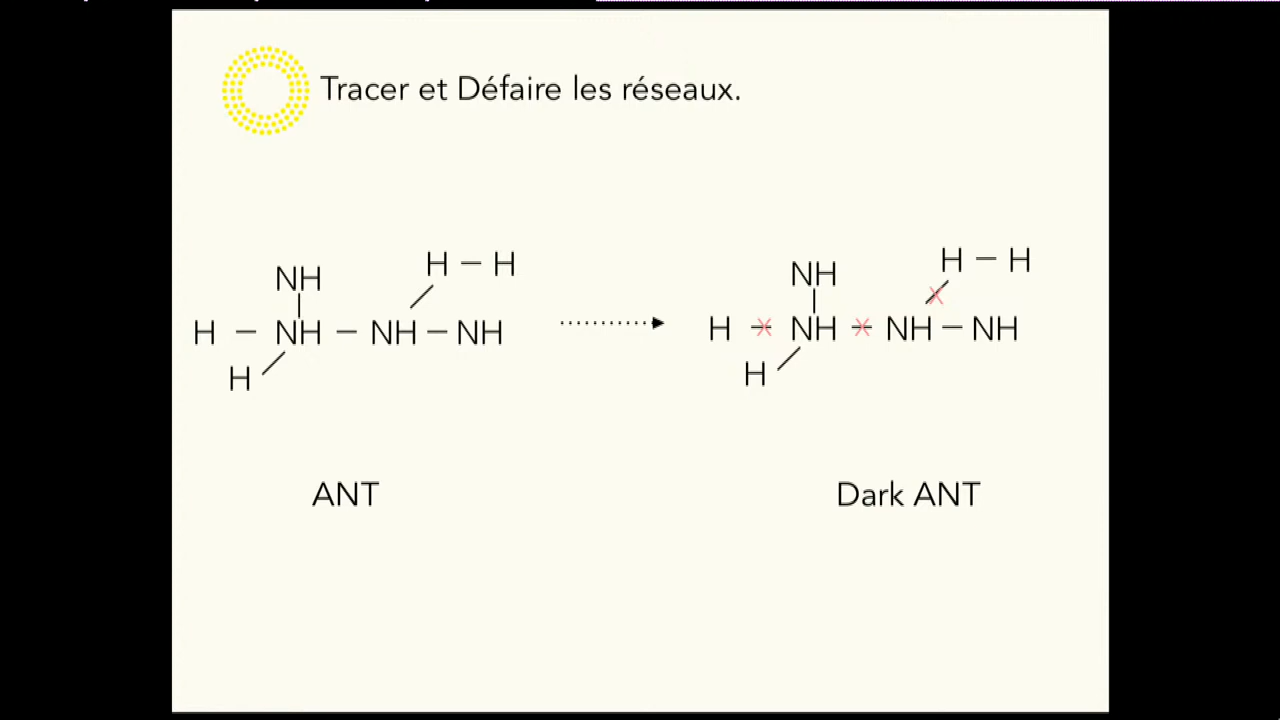 Tracer et Défaire les réseaux.
H – H
NH
H – NH – NH – NH
H
H – H
NH
H X NH X NH – NH
X
H
ANT
Dark ANT